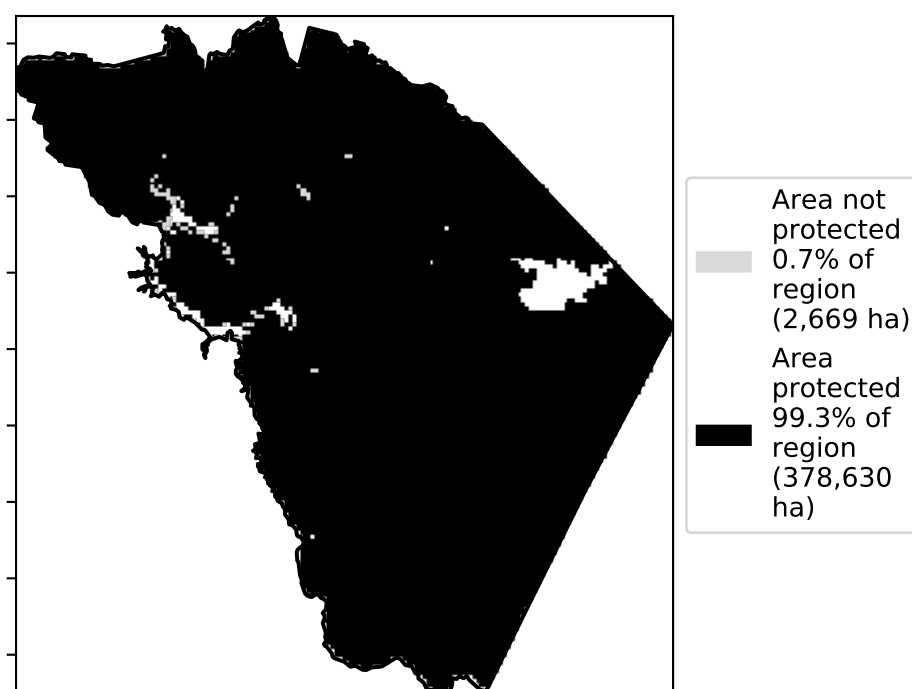 Area not
protected
0.7% of
region
(2,669 ha)
Area
protected
99.3% of
region
(378,630
ha)